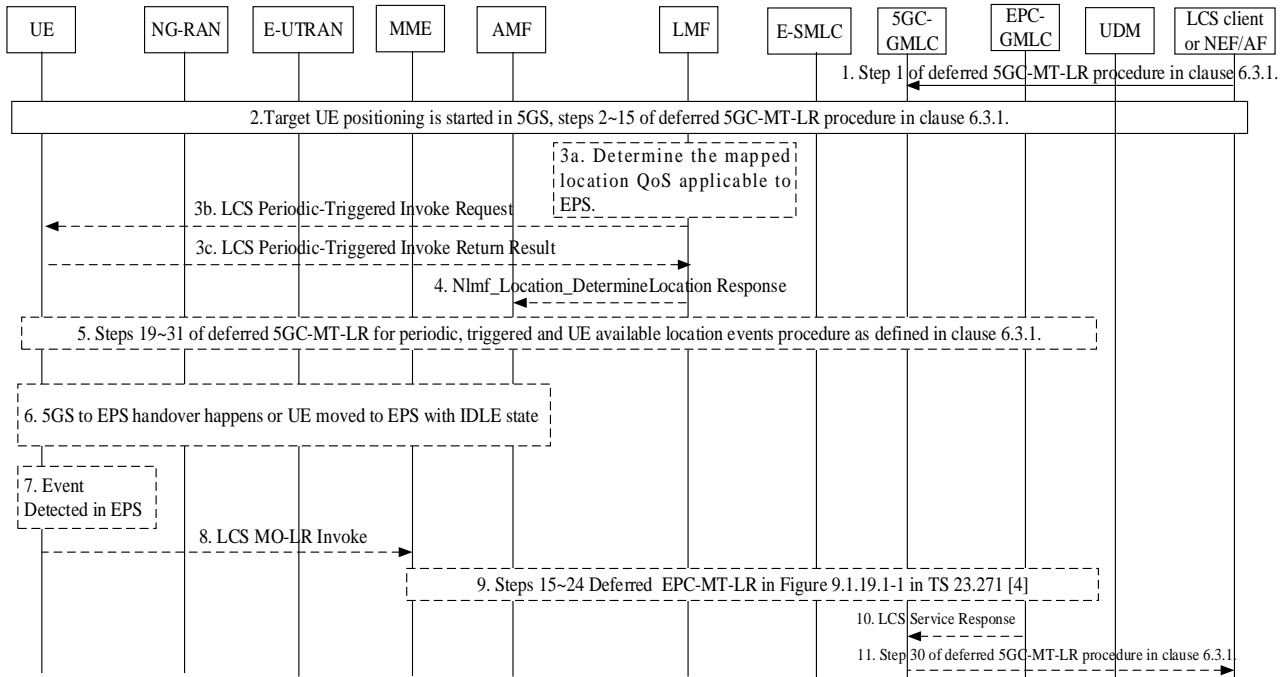 UE
NG-RAN
E-UTRAN
MME
AMF
LMF
E-SMLC
5GC-
GMLC
EPC-
GMLC
UDM
LCS client
or NEF/AF
1. Step 1 of deferred 5GC-MT-LR procedure in clause 6.3.1.
2.Target UE positioning is started in 5GS, steps 2~15 of deferred 5GC-MT-LR procedure in clause 6.3.1.
3a. Determine the mapped
location QoS applicable to
EPS.
3b. LCS Periodic-Triggered Invoke Request
3c. LCS Periodic-Triggered Invoke Return Result
4. Nlmf_Location_DetermineLocation Response
5. Steps 19~31 of deferred 5GC-MT-LR for periodic, triggered and UE available location events procedure as defined in clause 6.3.1.
6. 5GS to EPS handover happens or UE moved to EPS with IDLE state
7. Event
Detected in EPS
8. LCS MO-LR Invoke
9. Steps 15~24 Deferred EPC-MT-LR in Figure 9.1.19.1-1 in TS 23.271 [4]
10. LCS Service Response
11. Step 30 of deferred 5GC-MT-LR procedure in clause 6.3.1.